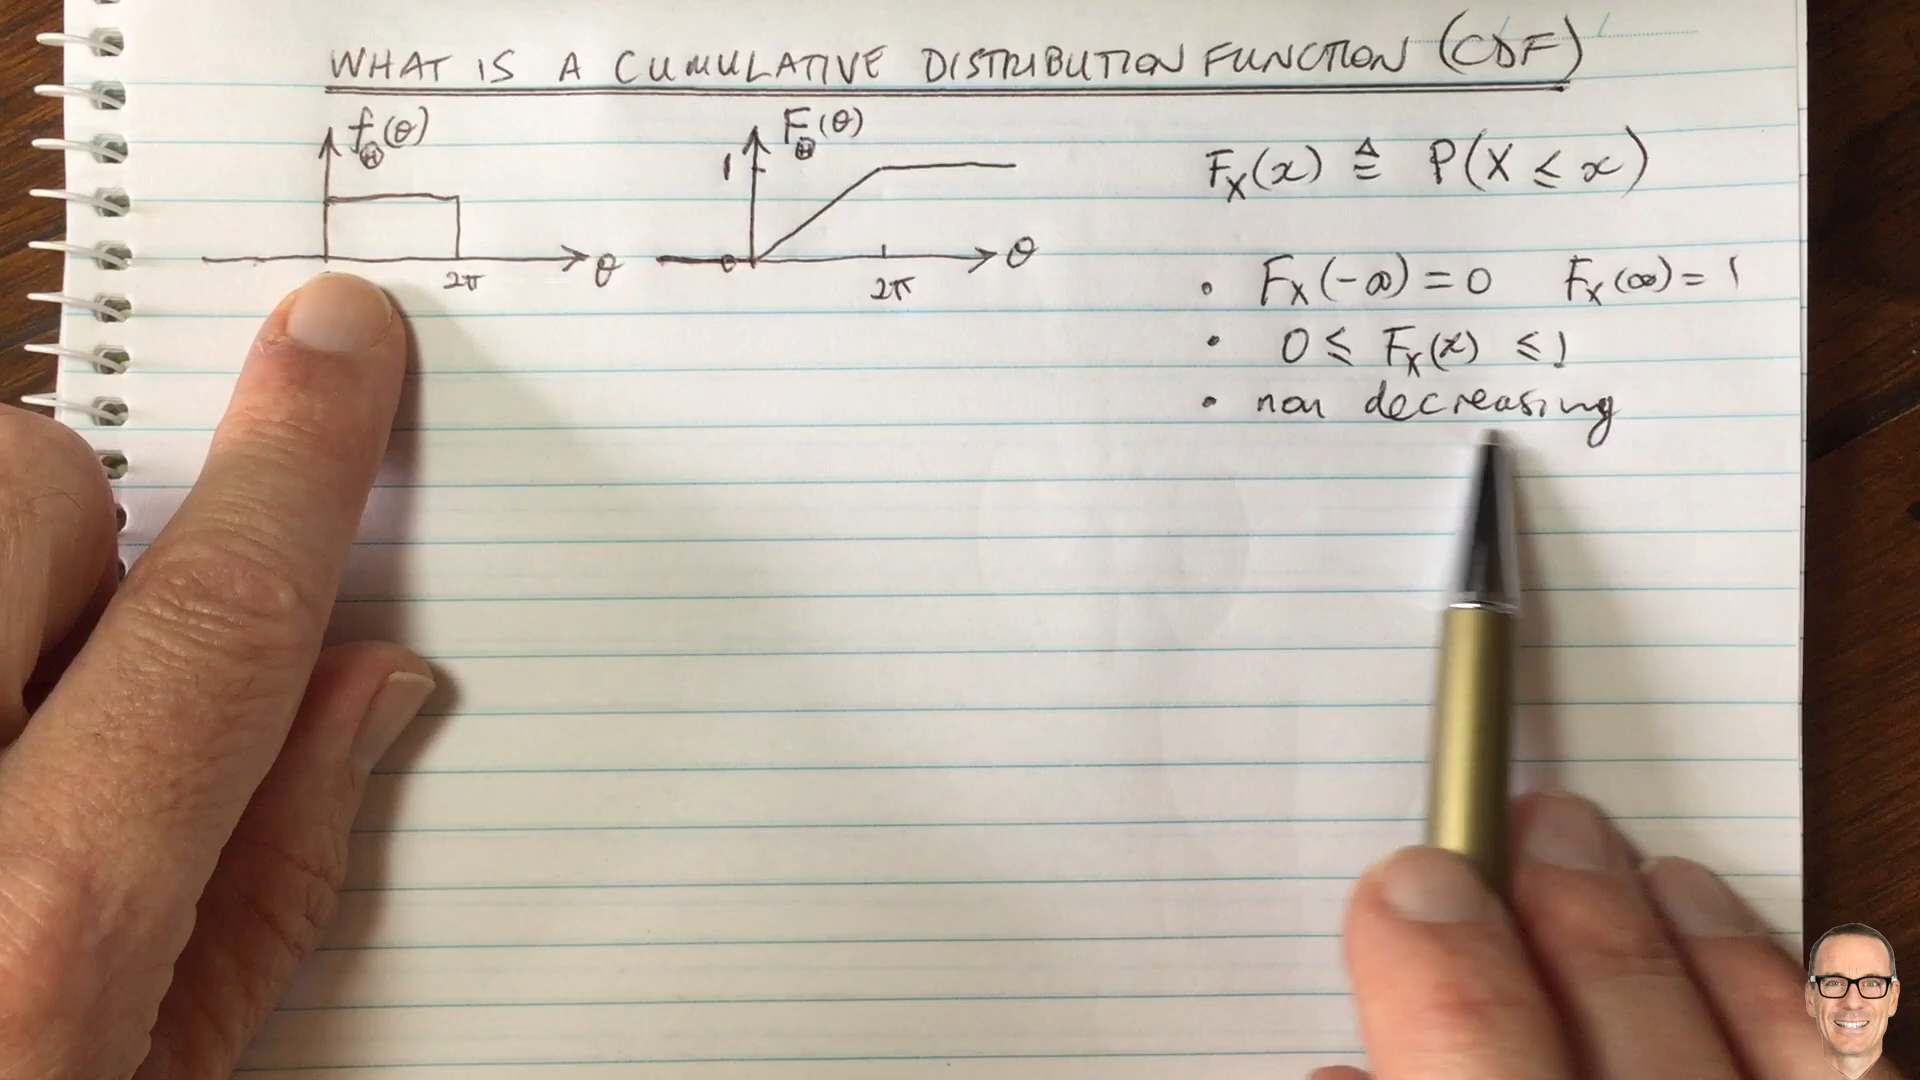 WHAT IS A CUMULATIVE DISTRIBUTION FUNCTION (CDF)
f_Θ(θ)
2π
θ
F_Θ(θ)
1
0
2π
θ
F_X(x) ≜ P(X ≤ x)
• F_X(-∞) = 0 F_X(∞) = 1
• 0 ≤ F_X(x) ≤ 1
• non decreasing